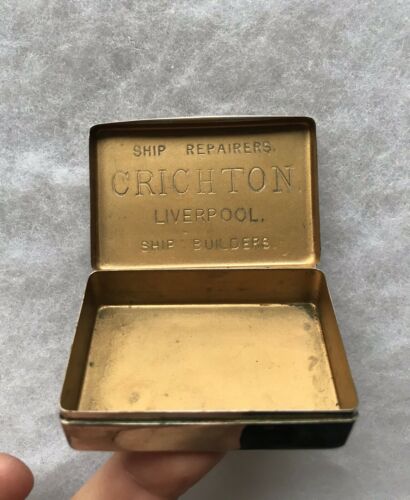 SHIP REPAIRERS.
CRICHTON.
LIVERPOOL.
SHIP BUILDERS.